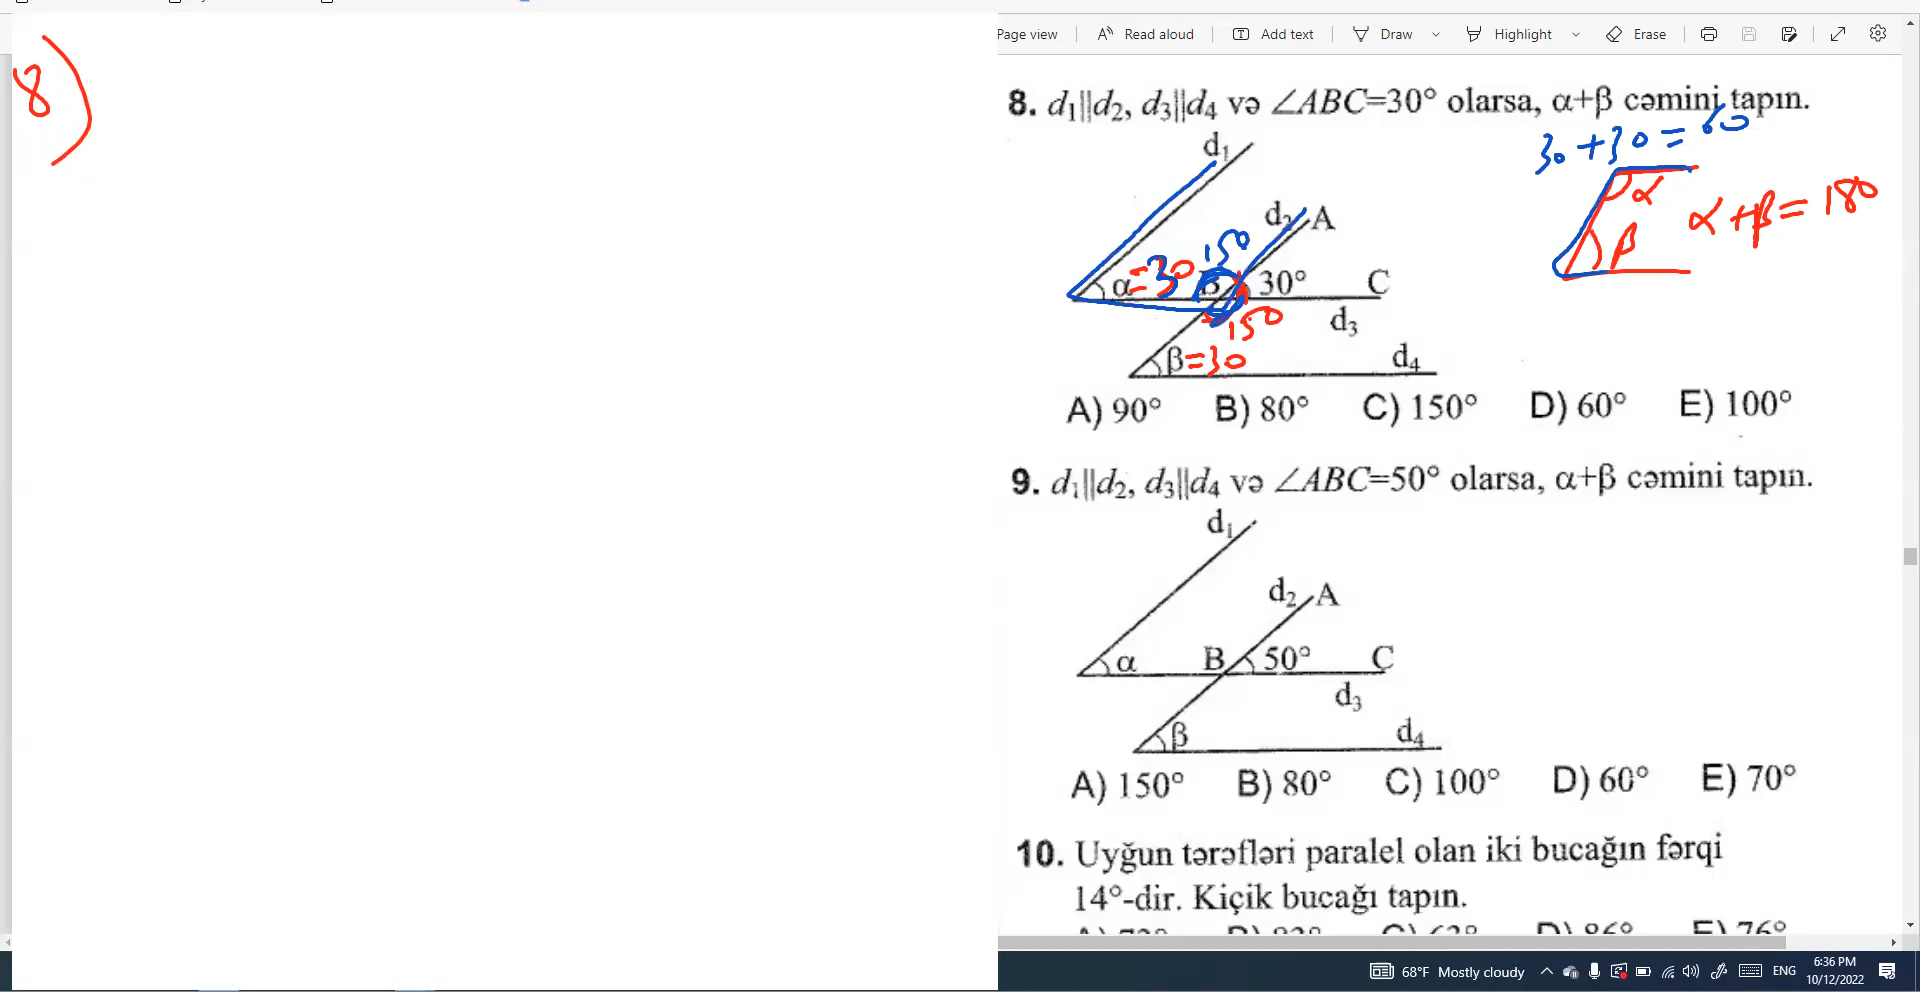 Page view Read aloud Add text Draw Highlight Erase
8)
8. d₁||d₂, d₃||d₄ və ∠ABC=30° olarsa, α+β cəmini tapın.
30+30=60
d₁
α
α+β=180
β
d₂ A
150
α=30 B 30° C
150 d₃
β=30 d₄
A) 90° B) 80° C) 150° D) 60° E) 100°
9. d₁||d₂, d₃||d₄ və ∠ABC=50° olarsa, α+β cəmini tapın.
d₁
d₂ A
α B 50° C
d₃
β d₄
A) 150° B) 80° C) 100° D) 60° E) 70°
10. Uyğun tərəfləri paralel olan iki bucağın fərqi
14°-dir. Kiçik bucağı tapın.
68°F Mostly cloudy ENG 6:36 PM
10/12/2022